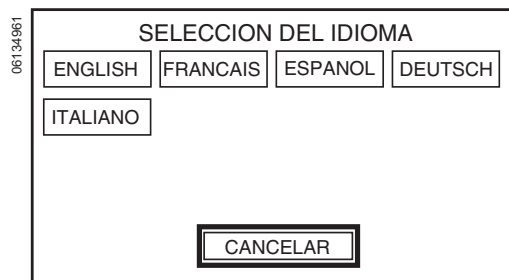 06134961
SELECCION DEL IDIOMA
ENGLISH FRANCAIS ESPANOL DEUTSCH
ITALIANO
CANCELAR